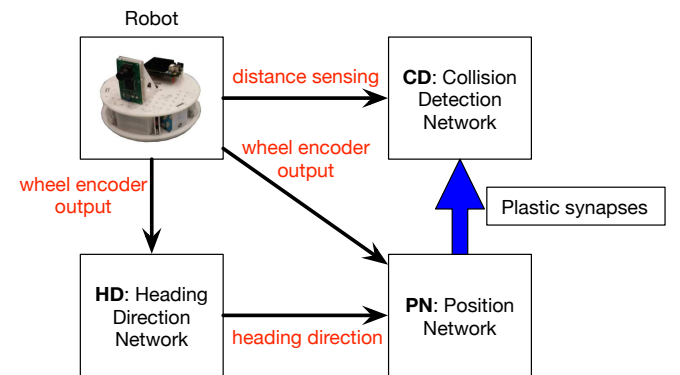 Robot
distance sensing
CD: Collision
Detection
Network
wheel encoder
output
wheel encoder
output
Plastic synapses
HD: Heading
Direction
Network
heading direction
PN: Position
Network